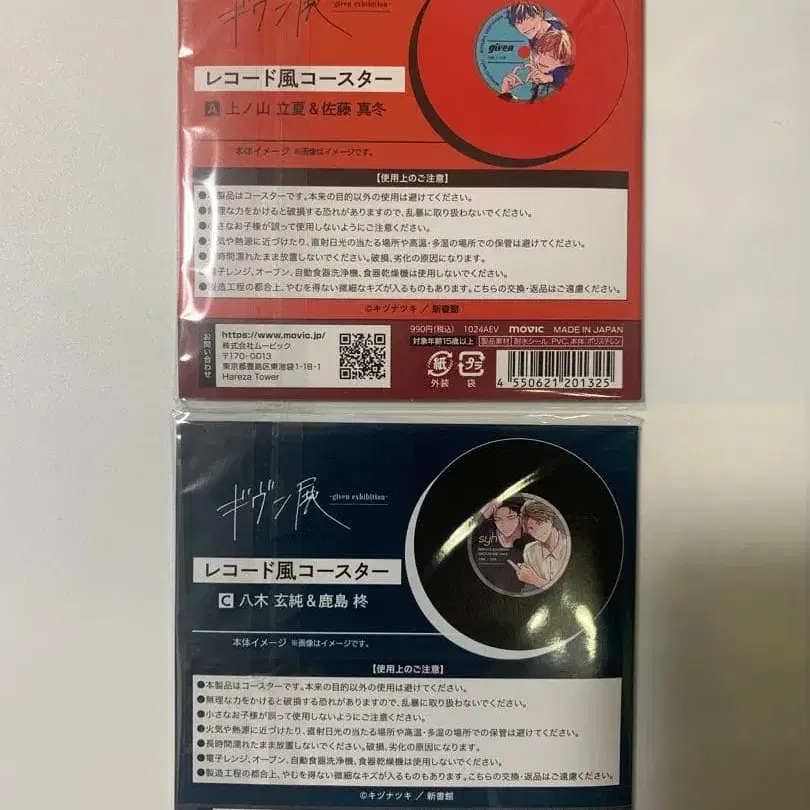 ギヴン展 -given exhibition-
given
レコード風コースター
A 上ノ山 立夏&佐藤 真冬
本体イメージ ※画像はイメージです。
【使用上のご注意】
●本製品はコースターです。本来の目的以外の使用は避けてください。
●無理な力をかけると破損する恐れがありますので、乱暴に取り扱わないでください。
●小さなお子様が誤って使用しないようにご注意ください。
●火気や熱源に近づけたり、直射日光の当たる場所や高温・多湿の場所での保管は避けてください。
●長時間濡れたまま放置しないでください。破損、劣化の原因になります。
●電子レンジ、オーブン、自動食器洗浄機、食器乾燥機は使用しないでください。
●製造工程の都合上、やむを得ない微細なキズが入るものもあります。こちらの交換・返品はご遠慮ください。
©キヅナツキ / 新書館
お問い合わせ
https://www.movic.jp/
株式会社ムービック
〒170-0013
東京都豊島区東池袋1-18-1
Hareza Tower
990円(税込) 1024AEV movic MADE IN JAPAN
対象年齢15歳以上 製品素材 耐水シール:PVC、本体:ポリスチレン
紙 外装
プラ 袋
4 550621 201325
ギヴン展 -given exhibition-
syh
レコード風コースター
C 八木 玄純&鹿島 柊
本体イメージ ※画像はイメージです。
【使用上のご注意】
●本製品はコースターです。本来の目的以外の使用は避けてください。
●無理な力をかけると破損する恐れがありますので、乱暴に取り扱わないでください。
●小さなお子様が誤って使用しないようにご注意ください。
●火気や熱源に近づけたり、直射日光の当たる場所や高温・多湿の場所での保管は避けてください。
●長時間濡れたまま放置しないでください。破損、劣化の原因になります。
●電子レンジ、オーブン、自動食器洗浄機、食器乾燥機は使用しないでください。
●製造工程の都合上、やむを得ない微細なキズが入るものもあります。こちらの交換・返品はご遠慮ください。
©キヅナツキ / 新書館